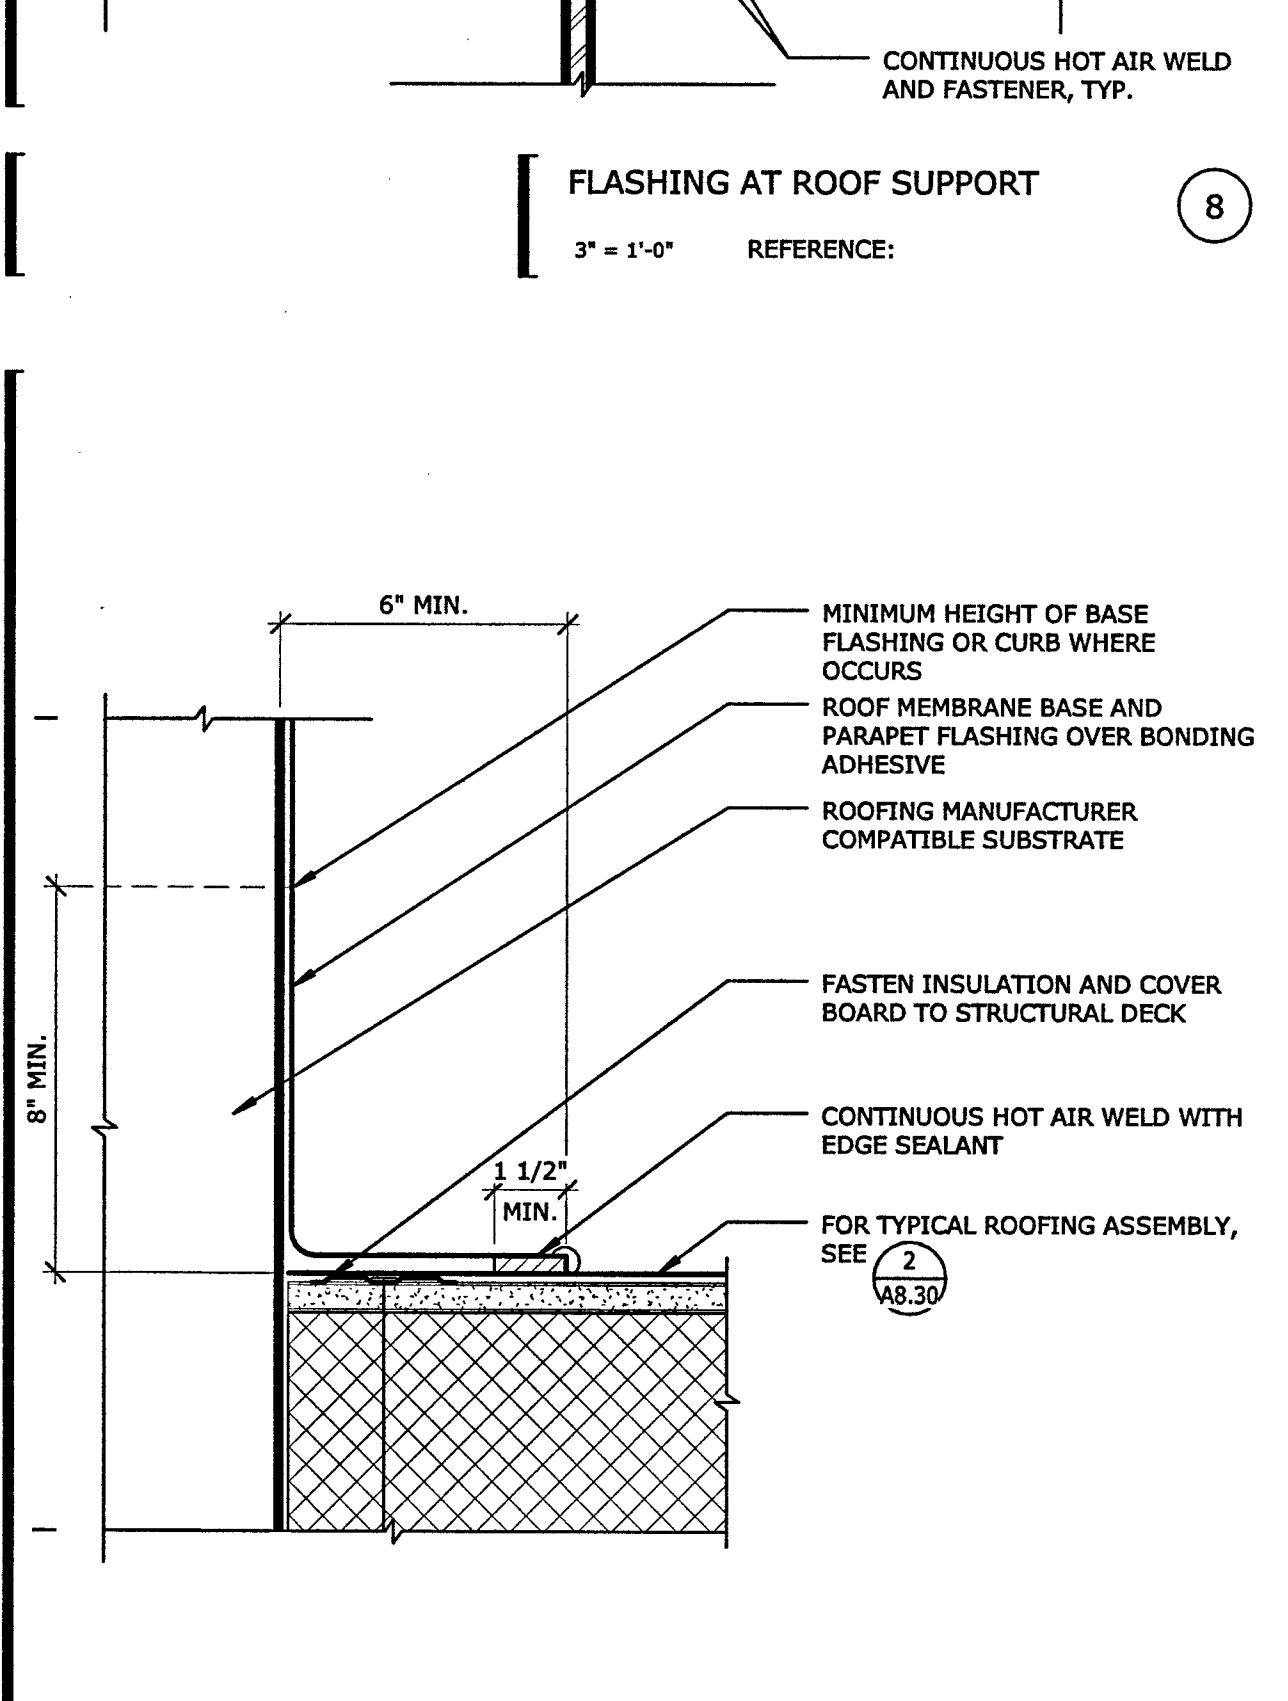 CONTINUOUS HOT AIR WELD
AND FASTENER, TYP.
FLASHING AT ROOF SUPPORT
8
3" = 1'-0" REFERENCE:
6" MIN.
MINIMUM HEIGHT OF BASE
FLASHING OR CURB WHERE
OCCURS
ROOF MEMBRANE BASE AND
PARAPET FLASHING OVER BONDING
ADHESIVE
ROOFING MANUFACTURER
COMPATIBLE SUBSTRATE
FASTEN INSULATION AND COVER
BOARD TO STRUCTURAL DECK
8" MIN.
CONTINUOUS HOT AIR WELD WITH
EDGE SEALANT
1 1/2"
MIN.
FOR TYPICAL ROOFING ASSEMBLY,
SEE 2
A8.30